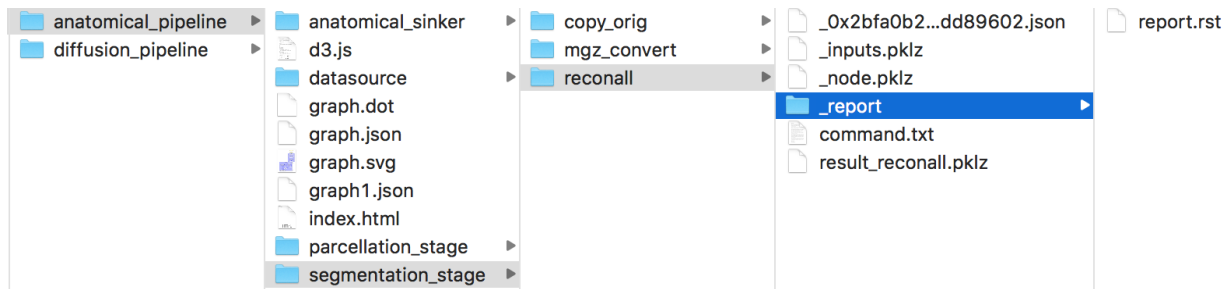 anatomical_pipeline
diffusion_pipeline
anatomical_sinker
d3.js
datasource
graph.dot
graph.json
graph.svg
graph1.json
index.html
parcellation_stage
segmentation_stage
copy_orig
mgz_convert
reconall
_0x2bfa0b2...dd89602.json
_inputs.pklz
_node.pklz
_report
command.txt
result_reconall.pklz
report.rst